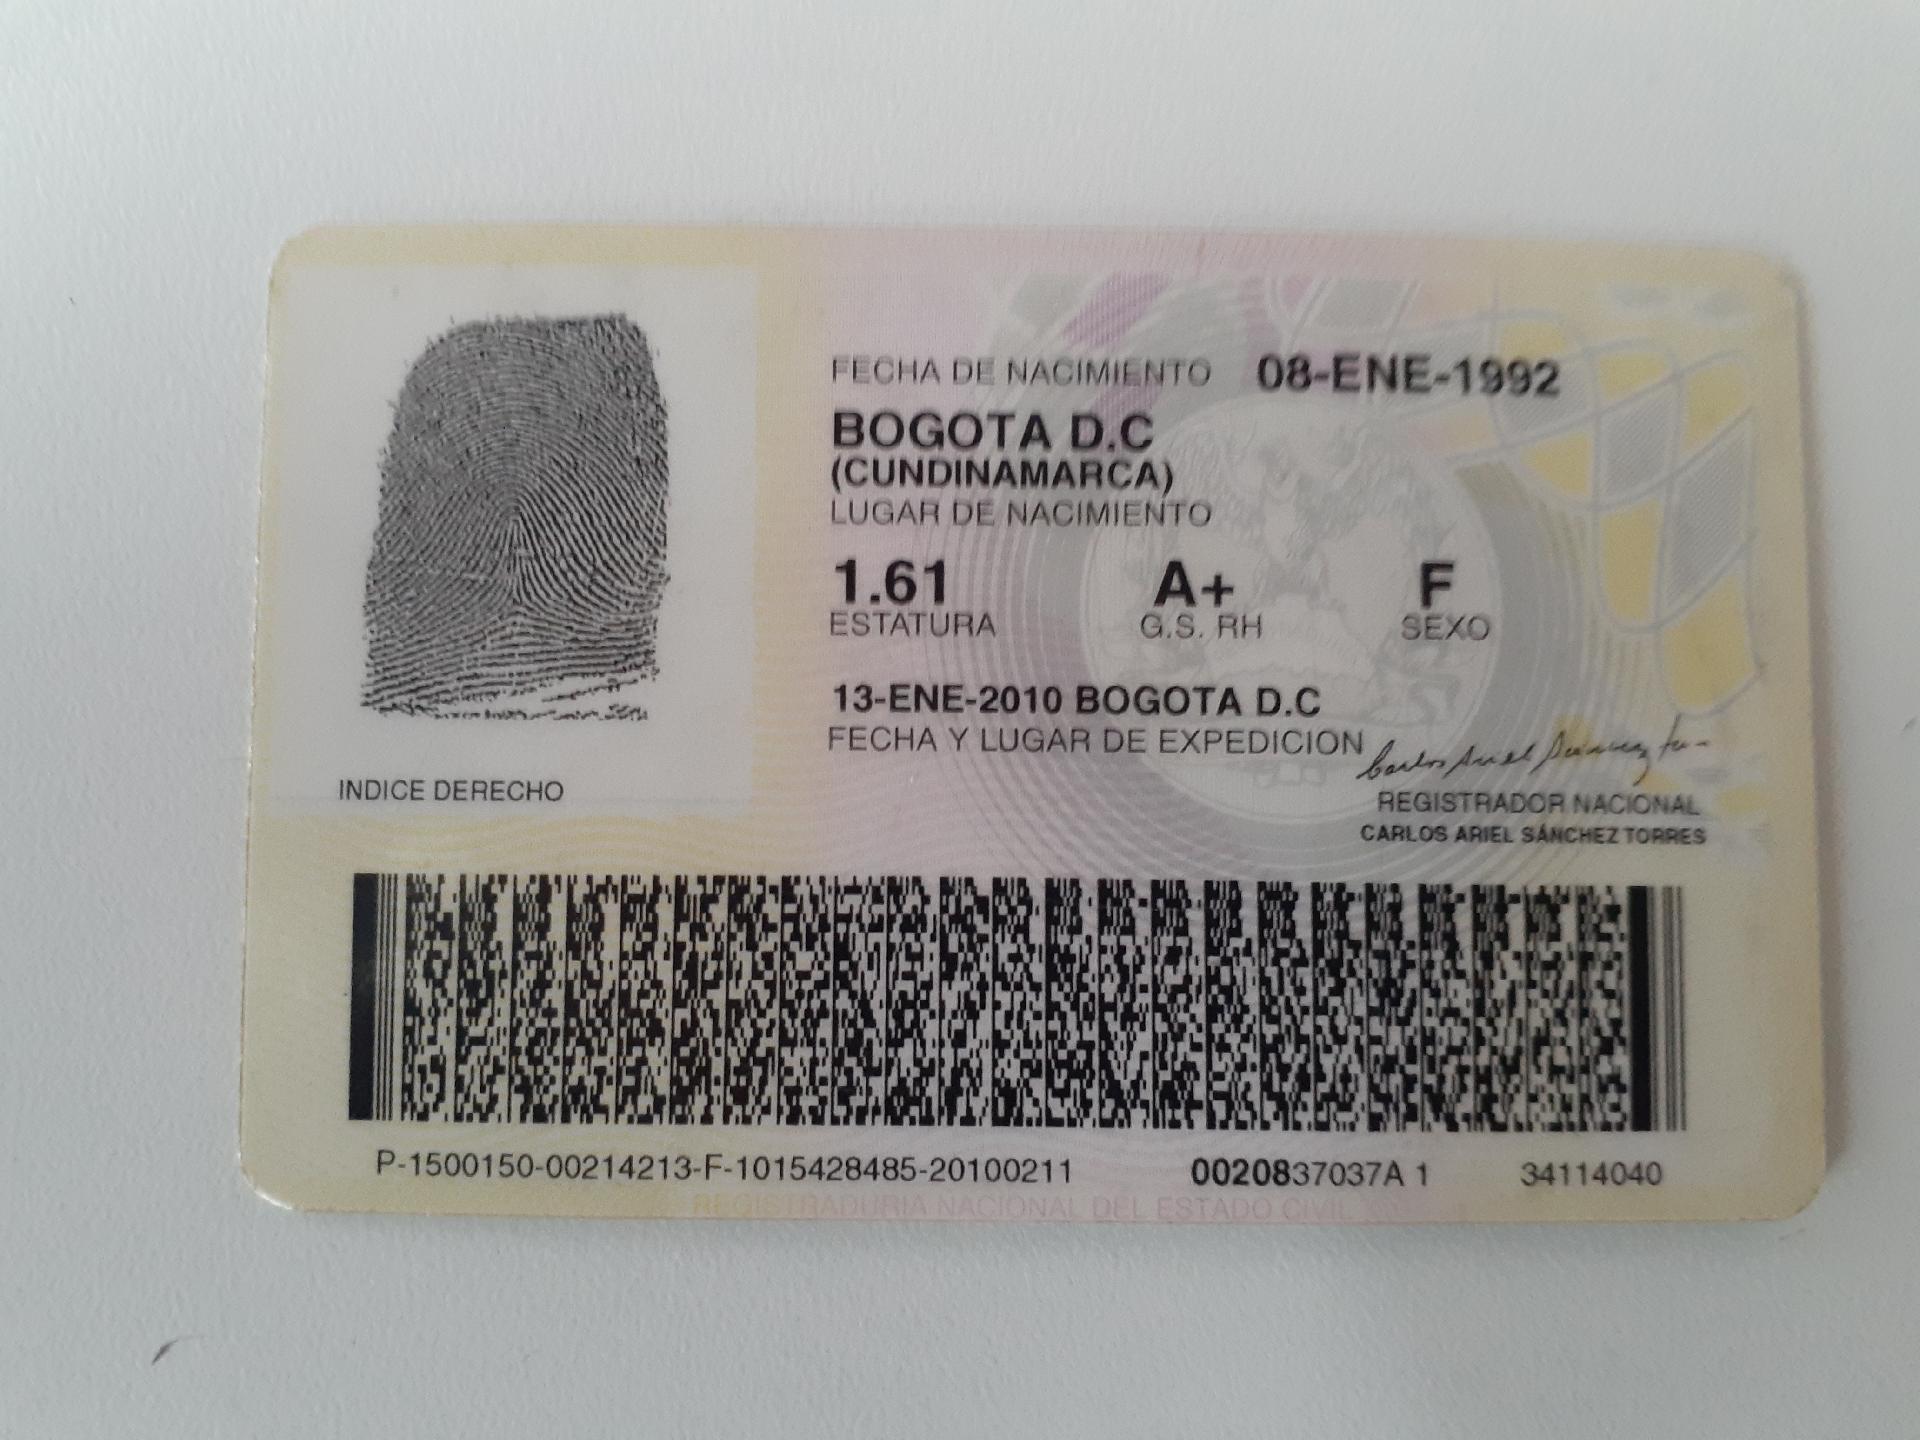 FECHA DE NACIMIENTO 08-ENE-1992
BOGOTA D.C
(CUNDINAMARCA)
LUGAR DE NACIMIENTO
1.61 A+ F
ESTATURA G.S. RH SEXO
13-ENE-2010 BOGOTA D.C
FECHA Y LUGAR DE EXPEDICION
Carlos Ariel Sánchez
INDICE DERECHO
REGISTRADOR NACIONAL
CARLOS ARIEL SÁNCHEZ TORRES
P-1500150-00214213-F-1015428485-20100211 0020837037A 1 34114040
REGISTRADURIA NACIONAL DEL ESTADO CIVIL